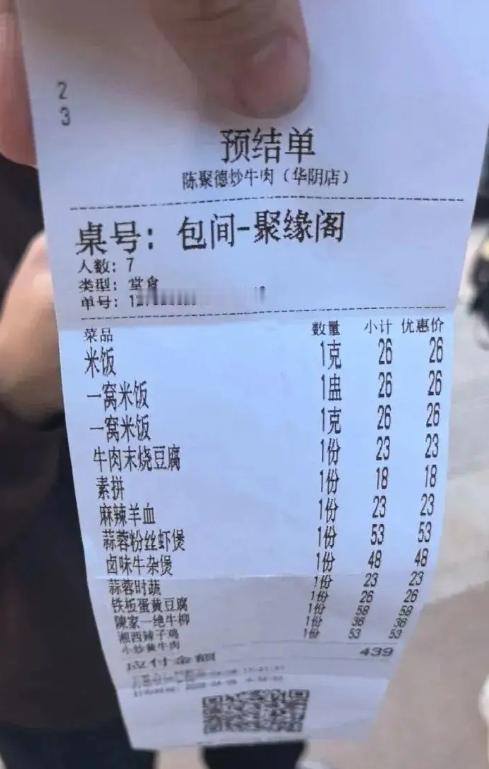 2
3
预结单
陈聚德炒牛肉（华阴店）
桌号：包间-聚缘阁
人数：7
类型：堂食
单号：1
菜品 数量 小计 优惠价
米饭 1克 26 26
一窝米饭 1盅 26 26
一窝米饭 1克 26 26
牛肉末烧豆腐 1份 23 23
素拼 1份 18 18
麻辣羊血 1份 23 23
蒜蓉粉丝虾煲 1份 53 53
卤味牛杂煲 1份 48 48
蒜蓉时蔬 1份 23 23
铁板蛋黄豆腐 1份 26 26
陳家一绝牛柳 1份 58 58
湘西辣子鸡 1份 36 36
小炒黄牛肉 1份 53 53
应付金额 439